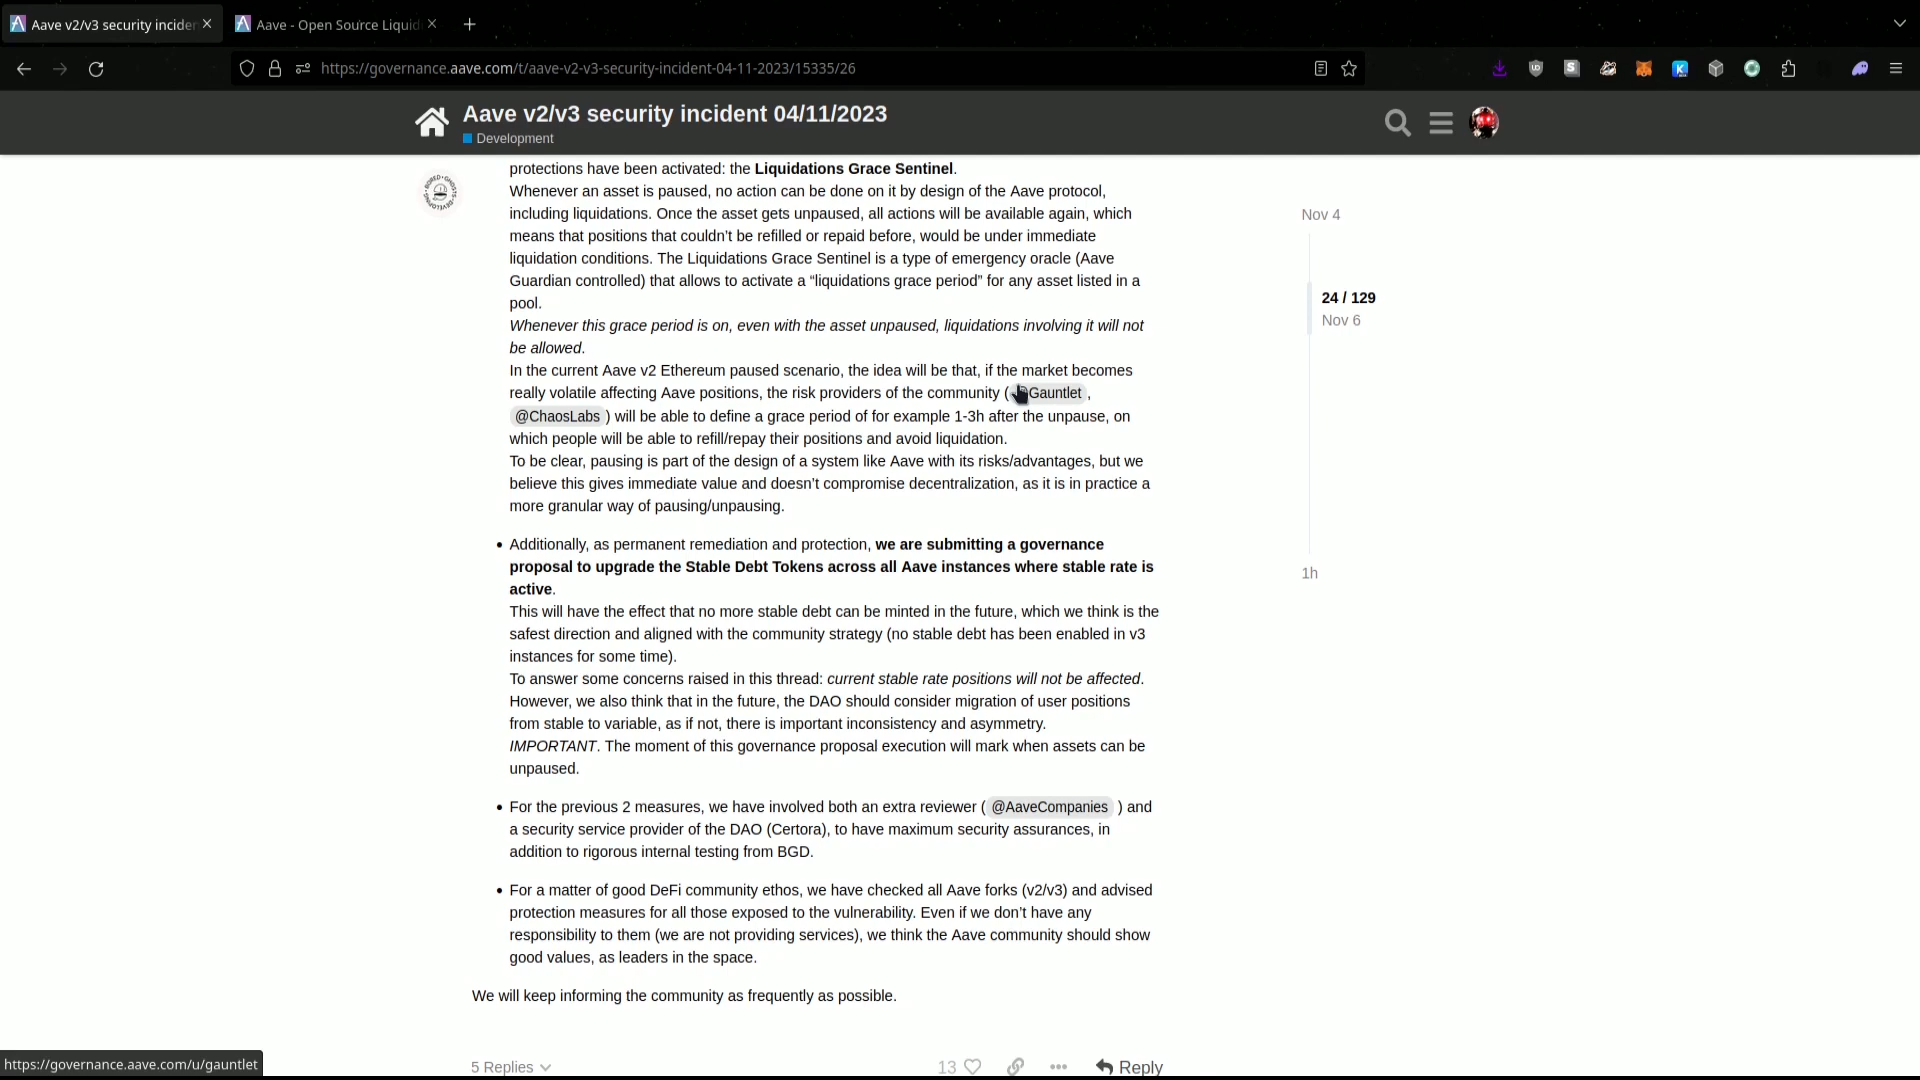 Aave v2/v3 security inciden
Aave - Open Source Liquid
https://governance.aave.com/t/aave-v2-v3-security-incident-04-11-2023/15335/26
Aave v2/v3 security incident 04/11/2023
Development
protections have been activated: the Liquidations Grace Sentinel.
Whenever an asset is paused, no action can be done on it by design of the Aave protocol,
including liquidations. Once the asset gets unpaused, all actions will be available again, which
means that positions that couldn’t be refilled or repaid before, would be under immediate
liquidation conditions. The Liquidations Grace Sentinel is a type of emergency oracle (Aave
Guardian controlled) that allows to activate a “liquidations grace period” for any asset listed in a
pool.
Whenever this grace period is on, even with the asset unpaused, liquidations involving it will not
be allowed.
In the current Aave v2 Ethereum paused scenario, the idea will be that, if the market becomes
really volatile affecting Aave positions, the risk providers of the community ( @Gauntlet ,
@ChaosLabs ) will be able to define a grace period of for example 1-3h after the unpause, on
which people will be able to refill/repay their positions and avoid liquidation.
To be clear, pausing is part of the design of a system like Aave with its risks/advantages, but we
believe this gives immediate value and doesn’t compromise decentralization, as it is in practice a
more granular way of pausing/unpausing.
Additionally, as permanent remediation and protection, we are submitting a governance
proposal to upgrade the Stable Debt Tokens across all Aave instances where stable rate is
active.
This will have the effect that no more stable debt can be minted in the future, which we think is the
safest direction and aligned with the community strategy (no stable debt has been enabled in v3
instances for some time).
To answer some concerns raised in this thread: current stable rate positions will not be affected.
However, we also think that in the future, the DAO should consider migration of user positions
from stable to variable, as if not, there is important inconsistency and asymmetry.
IMPORTANT. The moment of this governance proposal execution will mark when assets can be
unpaused.
For the previous 2 measures, we have involved both an extra reviewer ( @AaveCompanies ) and
a security service provider of the DAO (Certora), to have maximum security assurances, in
addition to rigorous internal testing from BGD.
For a matter of good DeFi community ethos, we have checked all Aave forks (v2/v3) and advised
protection measures for all those exposed to the vulnerability. Even if we don’t have any
responsibility to them (we are not providing services), we think the Aave community should show
good values, as leaders in the space.
We will keep informing the community as frequently as possible.
5 Replies
13
Reply
Nov 4
24 / 129
Nov 6
1h
https://governance.aave.com/u/gauntlet